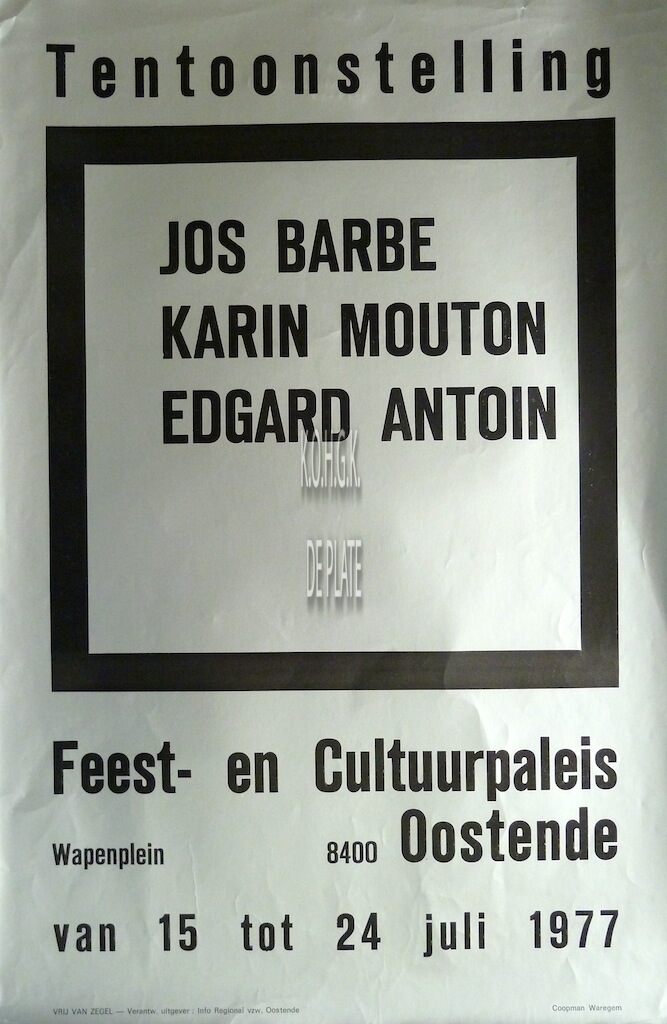 Tentoonstelling
JOS BARBE
KARIN MOUTON
EDGARD ANTOIN
K.O.H.G.K.
DE PLATE
Feest- en Cultuurpaleis
Wapenplein 8400 Oostende
van 15 tot 24 juli 1977
VRIJ VAN ZEGEL — Verantw. uitgever : Info Regional vzw. Oostende Coopman Waregem